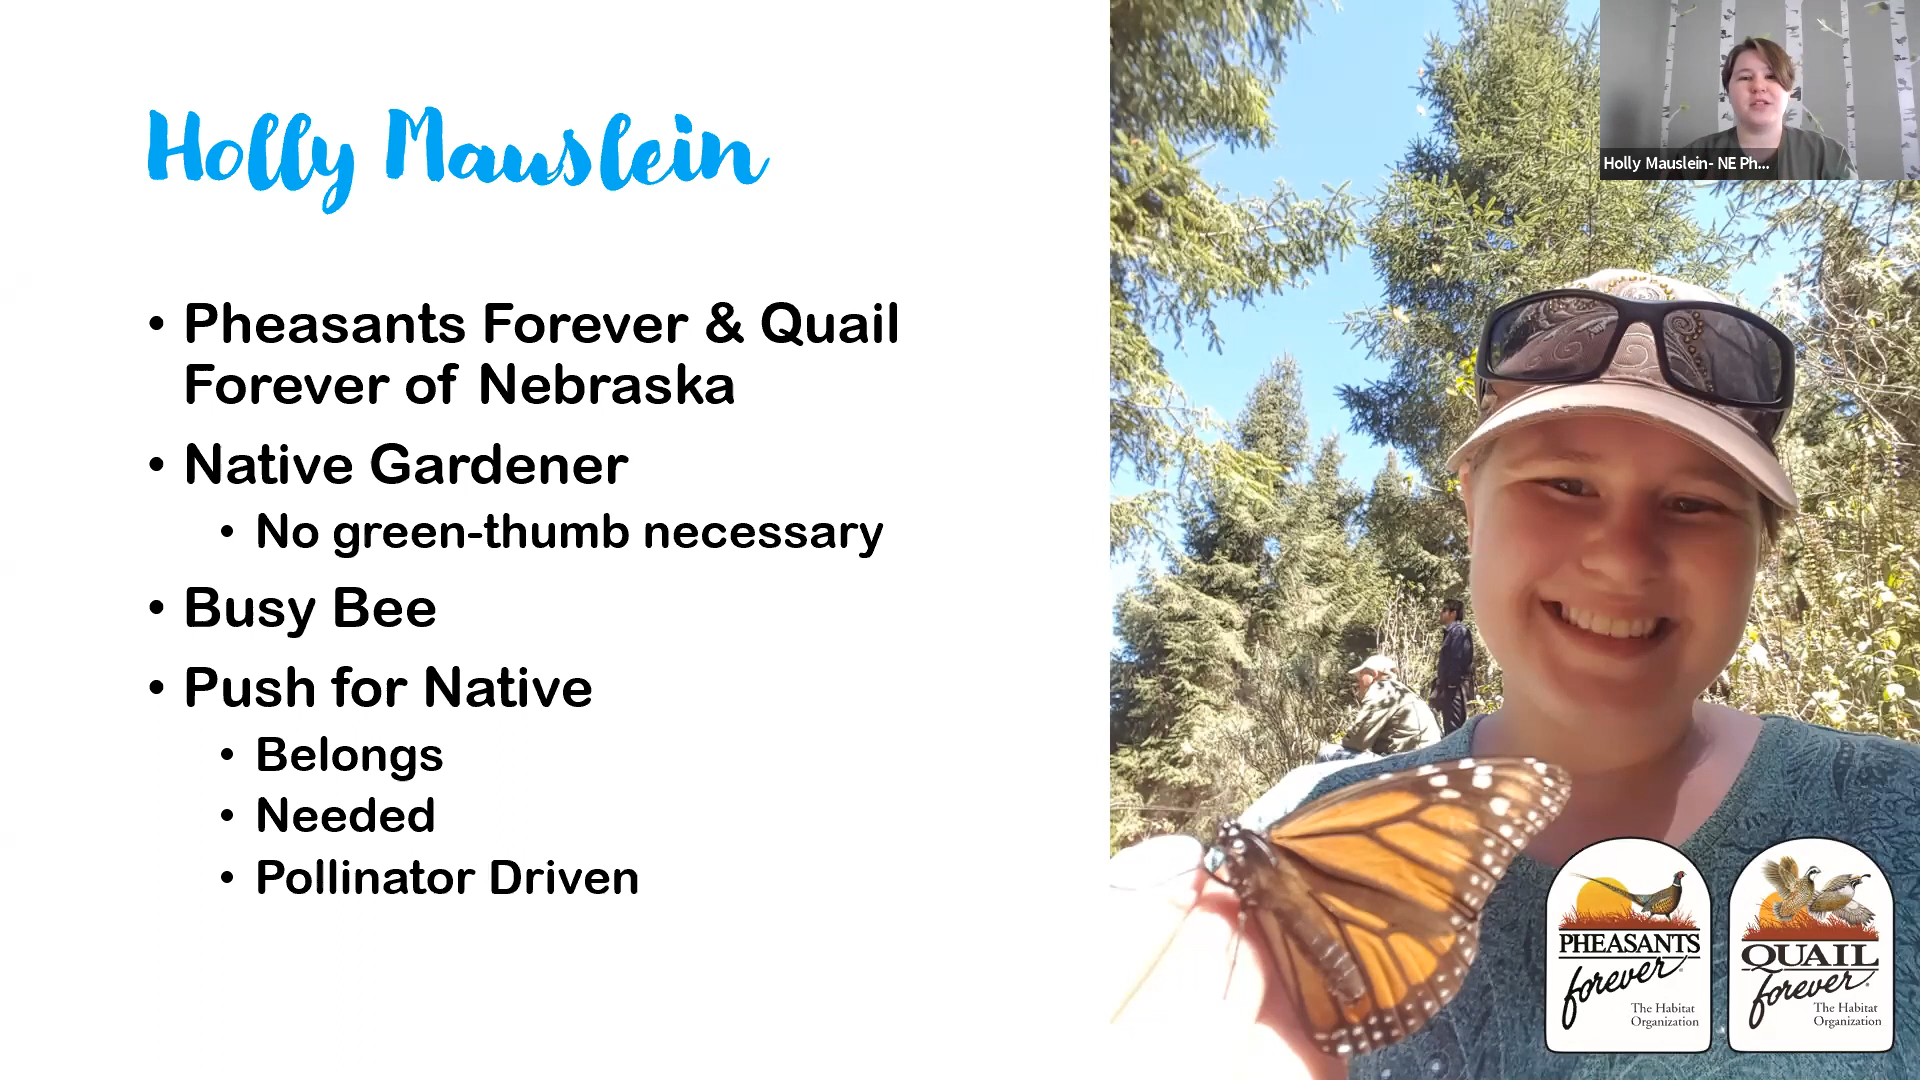 Holly Mauslein
• Pheasants Forever & Quail
Forever of Nebraska
• Native Gardener
• No green-thumb necessary
• Busy Bee
• Push for Native
• Belongs
• Needed
• Pollinator Driven
Holly Mauslein- NE Ph...
PHEASANTS
forever
The Habitat
Organization
QUAIL
forever
The Habitat
Organization